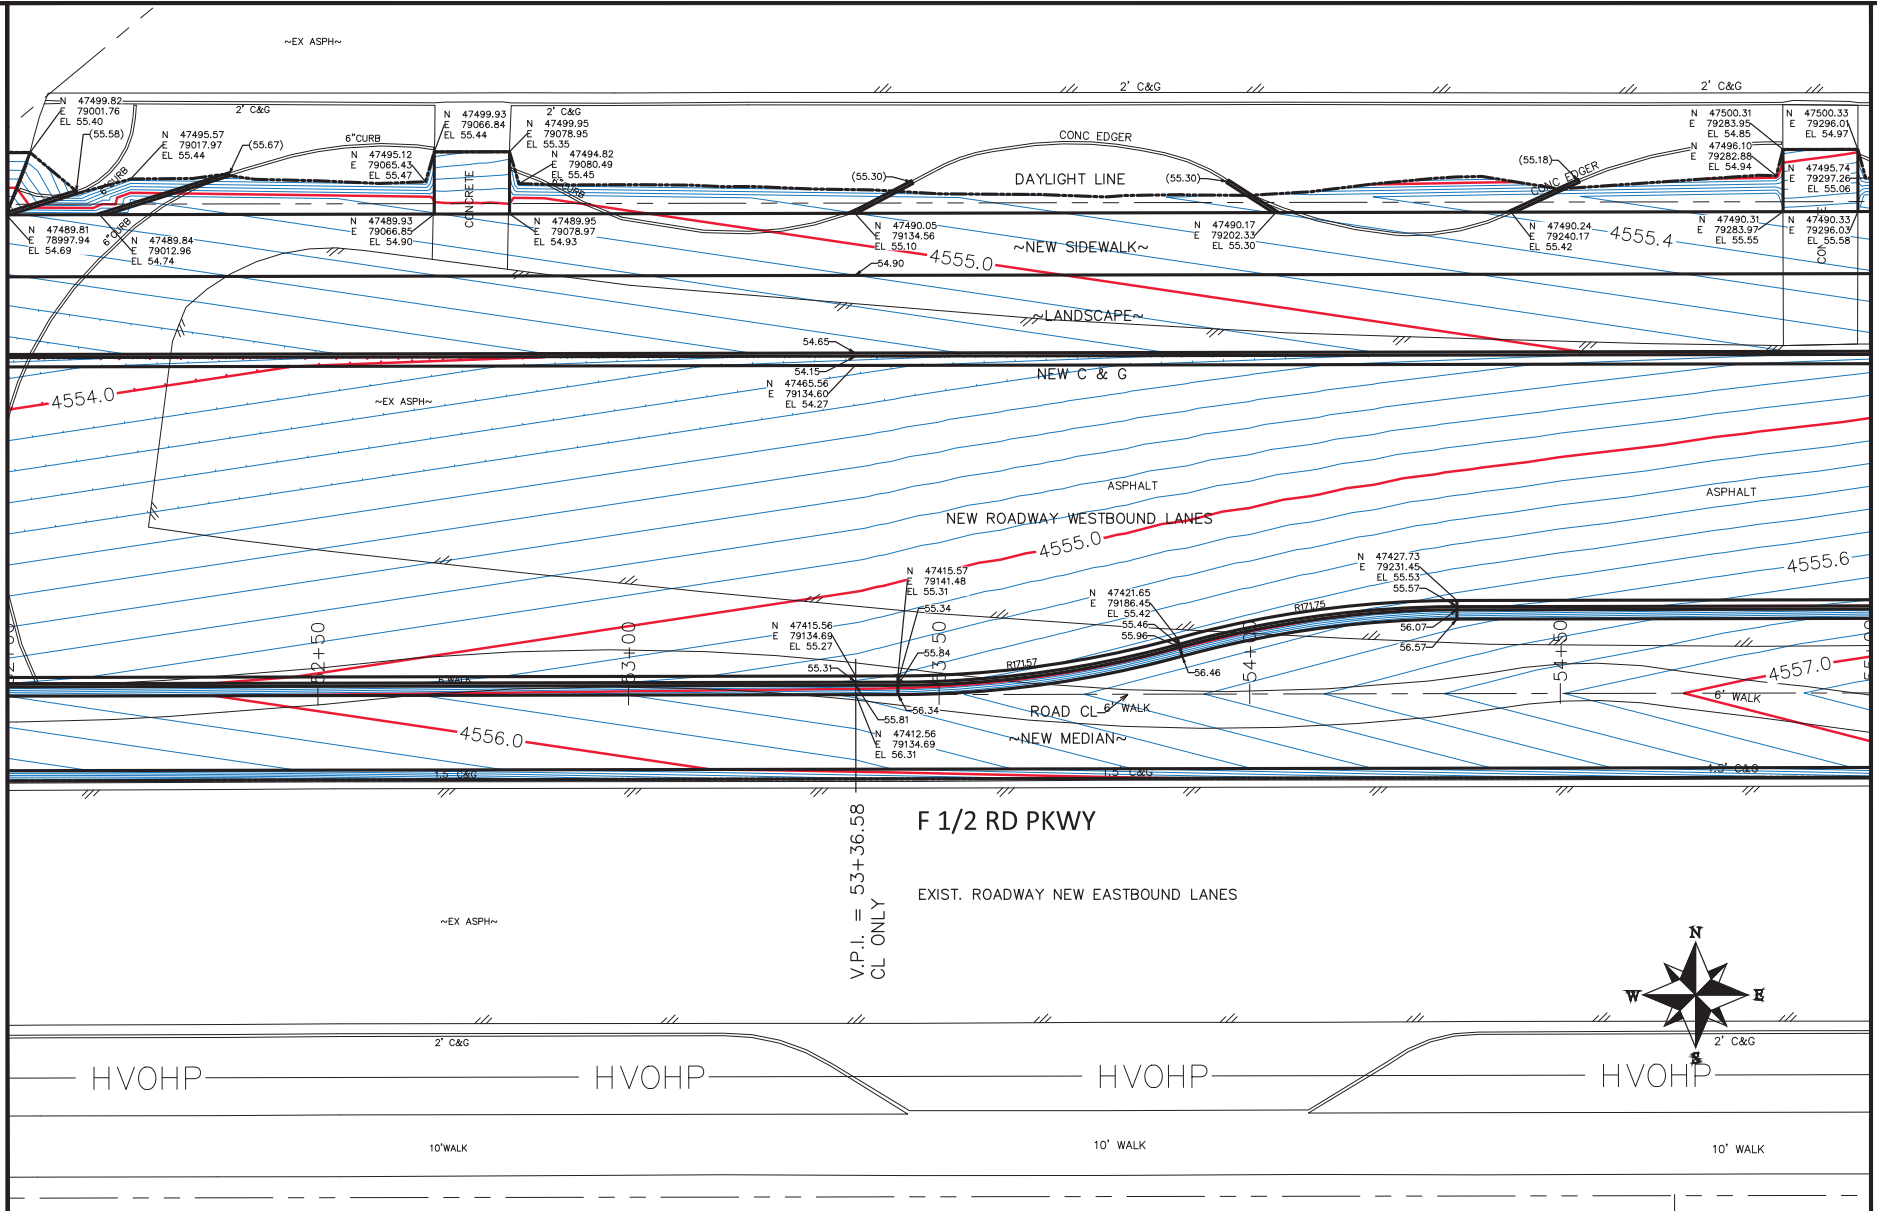 ~EX ASPH~
2' C&G
2' C&G
N 47499.82
E 79001.76
EL 55.40
(55.58)
2' C&G
N 47495.57
E 79017.97
EL 55.44
(55.67)
6"CURB
6"CURB
6"CURB
N 47495.12
E 79065.43
EL 55.47
N 47499.93
E 79066.84
EL 55.44
2' C&G
N 47499.95
E 79078.95
EL 55.35
N 47494.82
E 79080.49
EL 55.45
6"CURB
CONCRETE
CONC EDGER
DAYLIGHT LINE
(55.30)
(55.30)
(55.18)
CONC EDGER
N 47500.31
E 79283.95
EL 54.85
N 47496.10
E 79282.88
EL 54.94
N 47500.33
E 79296.01
EL 54.97
N 47495.74
E 79297.26
EL 55.06
N 47489.81
E 78997.94
EL 54.69
N 47489.84
E 79012.96
EL 54.74
N 47489.93
E 79066.85
EL 54.90
N 47489.95
E 79078.97
EL 54.93
N 47490.05
E 79134.56
EL 55.10
N 47490.17
E 79202.33
EL 55.30
N 47490.24
E 79240.17
EL 55.42
N 47490.31
E 79283.97
EL 55.55
N 47490.33
E 79296.03
EL 55.58
4555.4
~NEW SIDEWALK~
4555.0
54.90
~LANDSCAPE~
54.65
54.15
N 47465.56
E 79134.60
EL 54.27
NEW C & G
4554.0
~EX ASPH~
ASPHALT
ASPHALT
NEW ROADWAY WESTBOUND LANES
4555.0
4555.6
N 47415.57
E 79141.48
EL 55.31
55.34
55.84
N 47421.65
E 79186.45
EL 55.42
55.46
55.96
N 47427.73
E 79231.45
EL 55.53
55.57
56.07
56.57
R171.75
R171.57
56.46
N 47415.56
E 79134.69
EL 55.27
55.31
52+50
53+00
53+50
54+50
6' WALK
56.34
55.81
N 47412.56
E 79134.69
EL 56.31
ROAD CL
6' WALK
~NEW MEDIAN~
4557.0
6' WALK
4556.0
1.5' C&G
1.5' C&G
1.5' C&G
V.P.I. = 53+36.58
CL ONLY
F 1/2 RD PKWY
EXIST. ROADWAY NEW EASTBOUND LANES
~EX ASPH~
N
W
E
S
2' C&G
2' C&G
HVOHP
HVOHP
HVOHP
HVOHP
10'WALK
10' WALK
10' WALK